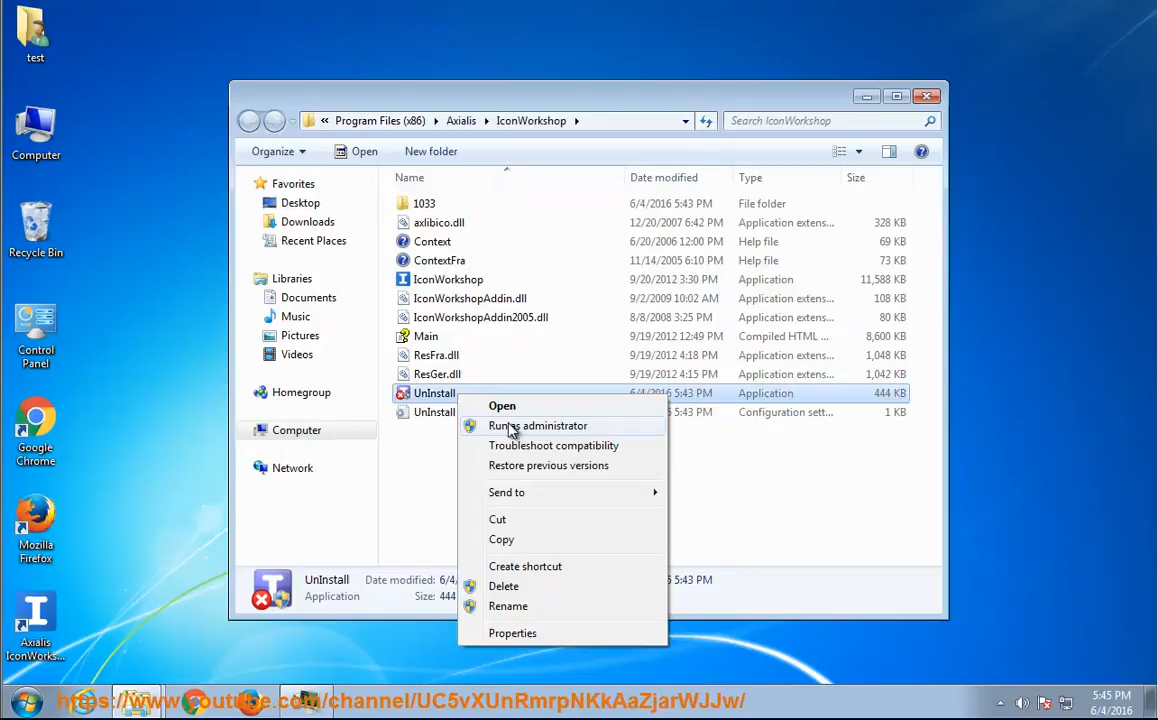 test
Computer
Recycle Bin
Control
Panel
Google
Chrome
Mozilla
Firefox
Axialis
IconWorks...
« Program Files (x86) Axialis IconWorkshop
Search IconWorkshop
Organize Open New folder
Name Date modified Type Size
Favorites
Desktop
Downloads
Recent Places
Libraries
Documents
Music
Pictures
Videos
Homegroup
Computer
Network
1033 6/4/2016 5:43 PM File folder
axlibico.dll 12/20/2007 6:42 PM Application extens... 328 KB
Context 6/20/2006 12:00 PM Help file 69 KB
ContextFra 11/14/2005 6:10 PM Help file 73 KB
IconWorkshop 9/20/2012 3:30 PM Application 11,588 KB
IconWorkshopAddin.dll 9/2/2009 10:02 AM Application extens... 108 KB
IconWorkshopAddin2005.dll 8/8/2008 3:25 PM Application extens... 80 KB
Main 9/19/2012 12:49 PM Compiled HTML ... 8,600 KB
ResFra.dll 9/19/2012 4:18 PM Application extens... 1,048 KB
ResGer.dll 9/19/2012 4:15 PM Application extens... 1,042 KB
UnInstall 6/4/2016 5:43 PM Application 444 KB
UnInstall 5:43 PM Configuration sett... 1 KB
Open
Run as administrator
Troubleshoot compatibility
Restore previous versions
Send to
Cut
Copy
Create shortcut
Delete
Rename
Properties
UnInstall Date modified: 6/4 5:43 PM
Application Size: 444
https://www.youtube.com/channel/UC5vXUnRmrpNKkAaZjarWJJw/
5:45 PM
6/4/2016